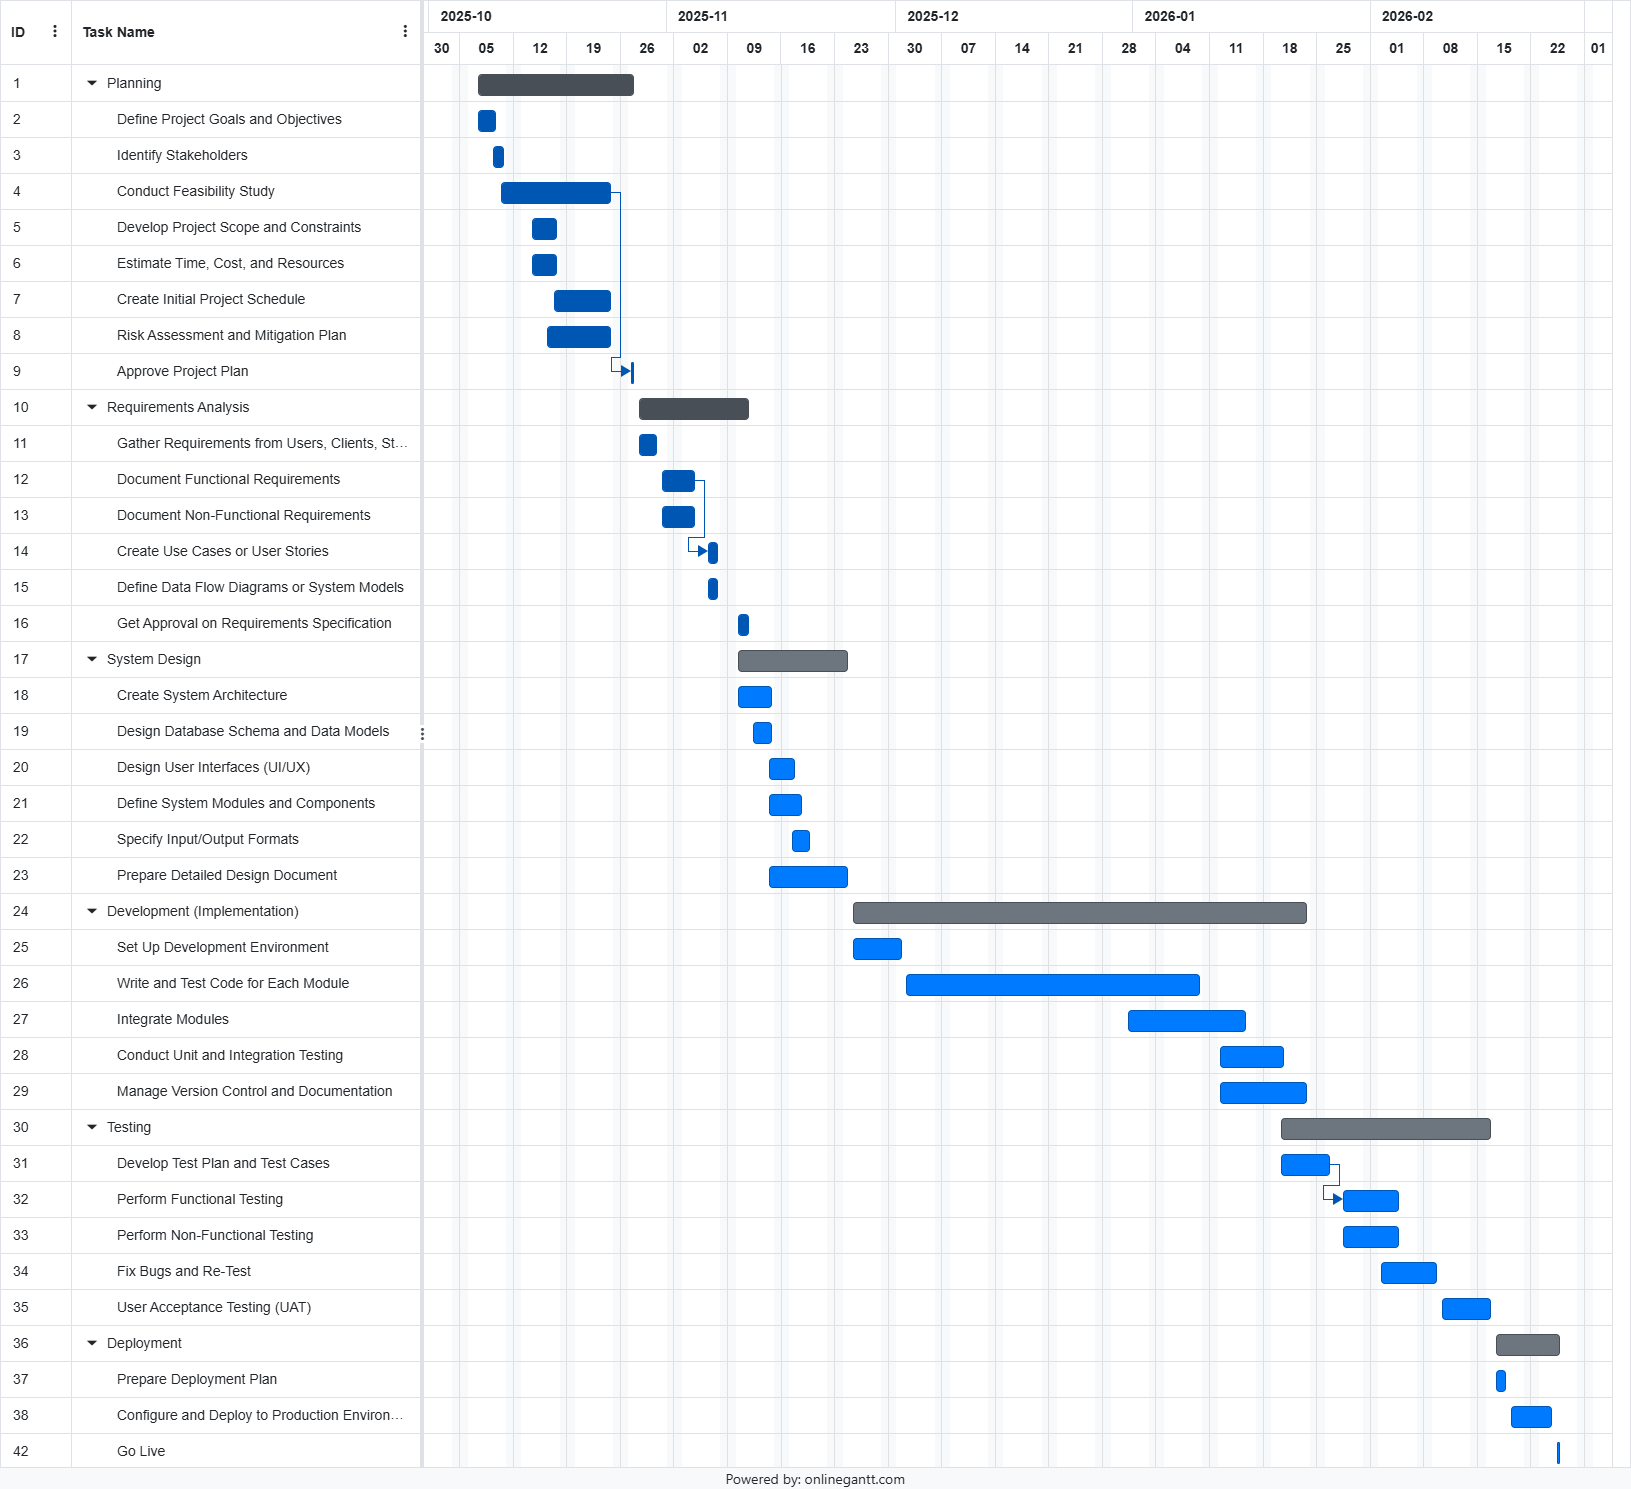 ID Task Name 2025-10 2025-11 2025-12 2026-01 2026-02
30 05 12 19 26 02 09 16 23 30 07 14 21 28 04 11 18 25 01 08 15 22 01
1 Planning
2 Define Project Goals and Objectives
3 Identify Stakeholders
4 Conduct Feasibility Study
5 Develop Project Scope and Constraints
6 Estimate Time, Cost, and Resources
7 Create Initial Project Schedule
8 Risk Assessment and Mitigation Plan
9 Approve Project Plan
10 Requirements Analysis
11 Gather Requirements from Users, Clients, St...
12 Document Functional Requirements
13 Document Non-Functional Requirements
14 Create Use Cases or User Stories
15 Define Data Flow Diagrams or System Models
16 Get Approval on Requirements Specification
17 System Design
18 Create System Architecture
19 Design Database Schema and Data Models
20 Design User Interfaces (UI/UX)
21 Define System Modules and Components
22 Specify Input/Output Formats
23 Prepare Detailed Design Document
24 Development (Implementation)
25 Set Up Development Environment
26 Write and Test Code for Each Module
27 Integrate Modules
28 Conduct Unit and Integration Testing
29 Manage Version Control and Documentation
30 Testing
31 Develop Test Plan and Test Cases
32 Perform Functional Testing
33 Perform Non-Functional Testing
34 Fix Bugs and Re-Test
35 User Acceptance Testing (UAT)
36 Deployment
37 Prepare Deployment Plan
38 Configure and Deploy to Production Environ...
42 Go Live
Powered by: onlinegantt.com